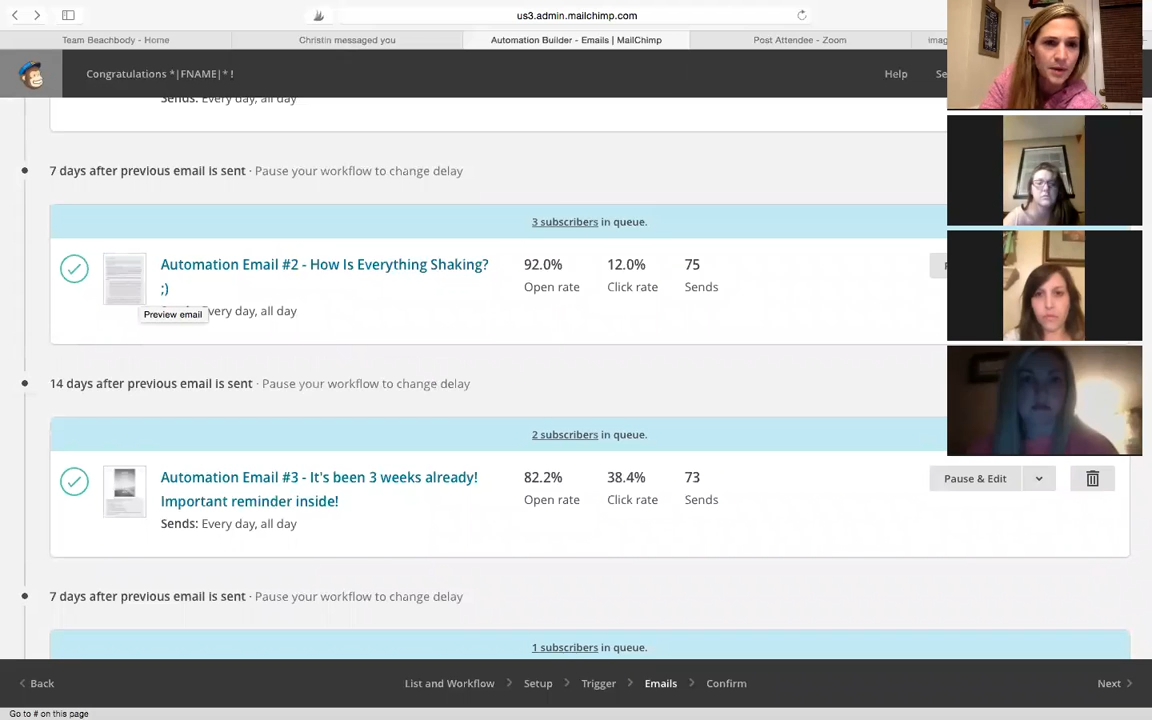 us3.admin.mailchimp.com
Team Beachbody - Home
Christin messaged you
Automation Builder - Emails | MailChimp
Post Attendee - Zoom
Congratulations *|FNAME|* !
Help
Sends: Every day, all day
7 days after previous email is sent · Pause your workflow to change delay
3 subscribers in queue.
Automation Email #2 - How Is Everything Shaking?
;)
92.0%
12.0%
75
Open rate
Click rate
Sends
Every day, all day
Preview email
14 days after previous email is sent · Pause your workflow to change delay
2 subscribers in queue.
Automation Email #3 - It's been 3 weeks already!
Important reminder inside!
82.2%
38.4%
73
Open rate
Click rate
Sends
Pause & Edit
Sends: Every day, all day
7 days after previous email is sent · Pause your workflow to change delay
1 subscribers in queue.
Back
List and Workflow
Setup
Trigger
Emails
Confirm
Next
Go to # on this page